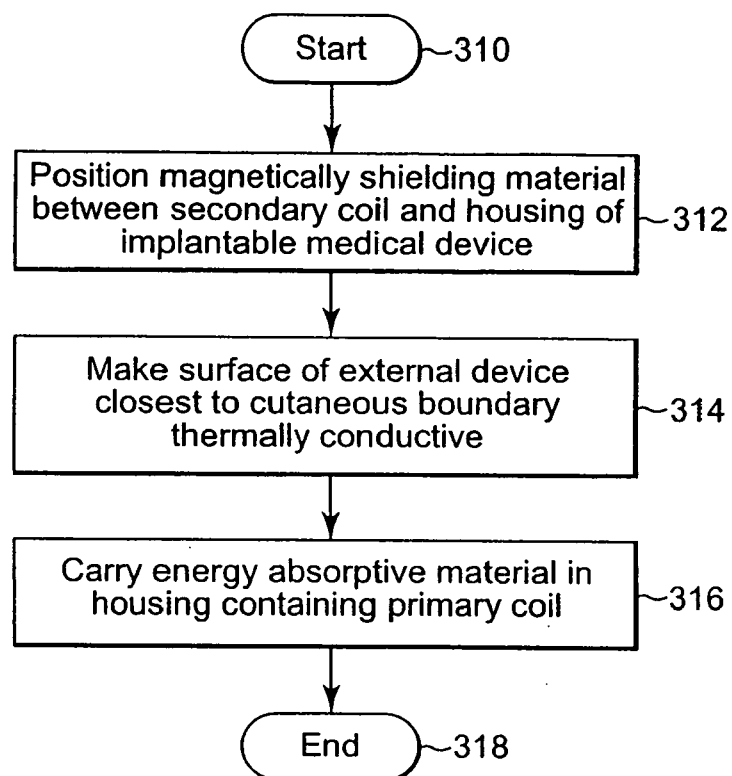 Start
310
Position magnetically shielding material
between secondary coil and housing of
implantable medical device
312
Make surface of external device
closest to cutaneous boundary
thermally conductive
314
Carry energy absorptive material in
housing containing primary coil
316
End
318